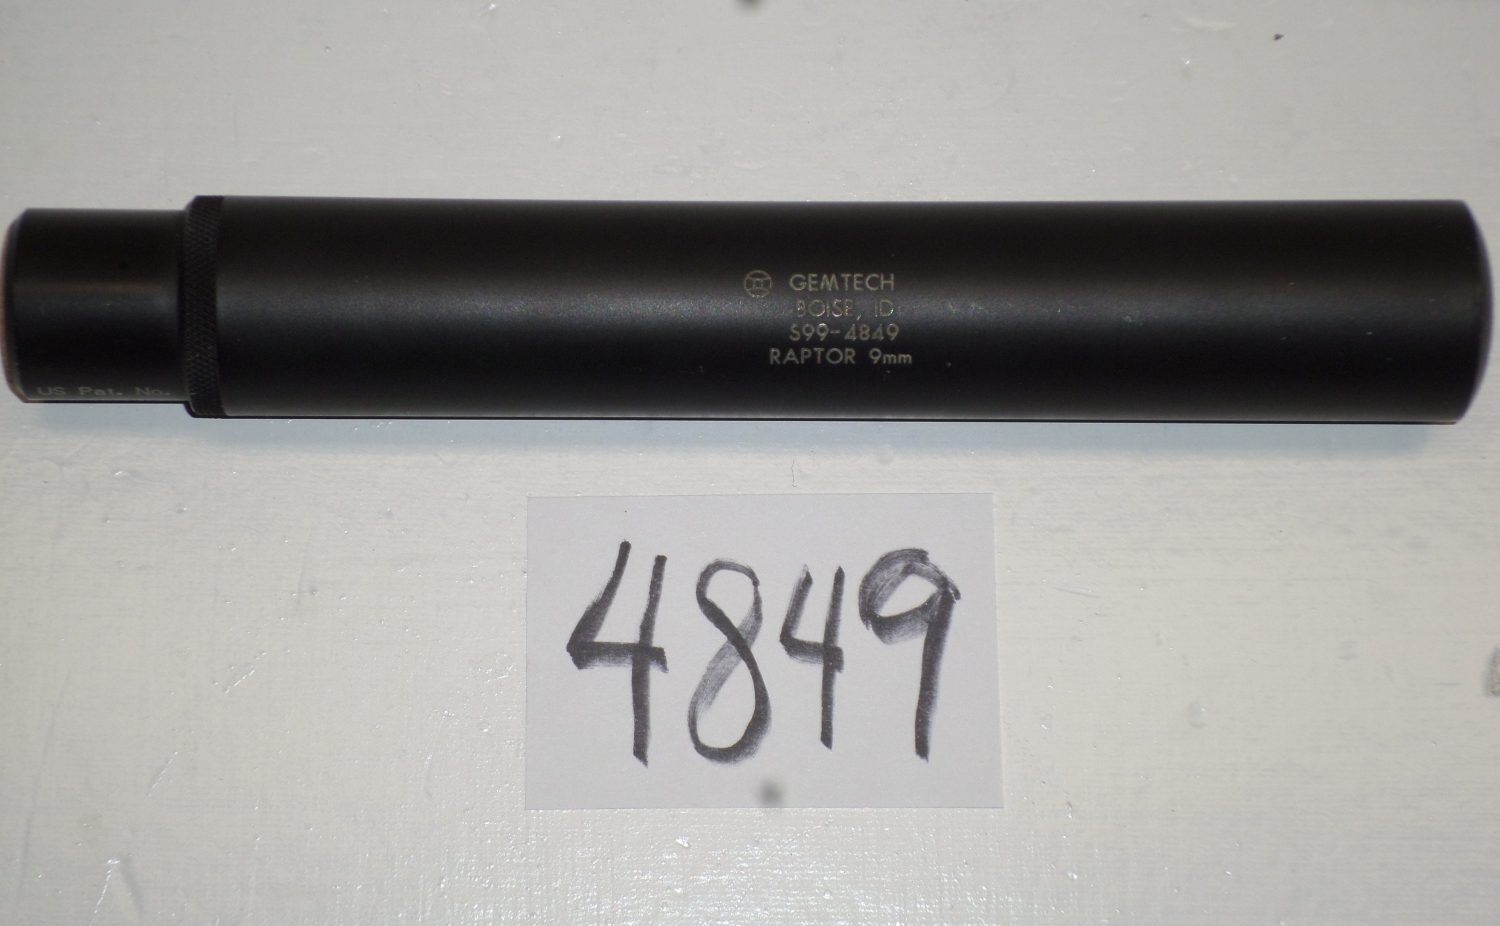 GEMTECH
BOISE, ID
S99-4849
RAPTOR 9mm
US Pat. No.
4849